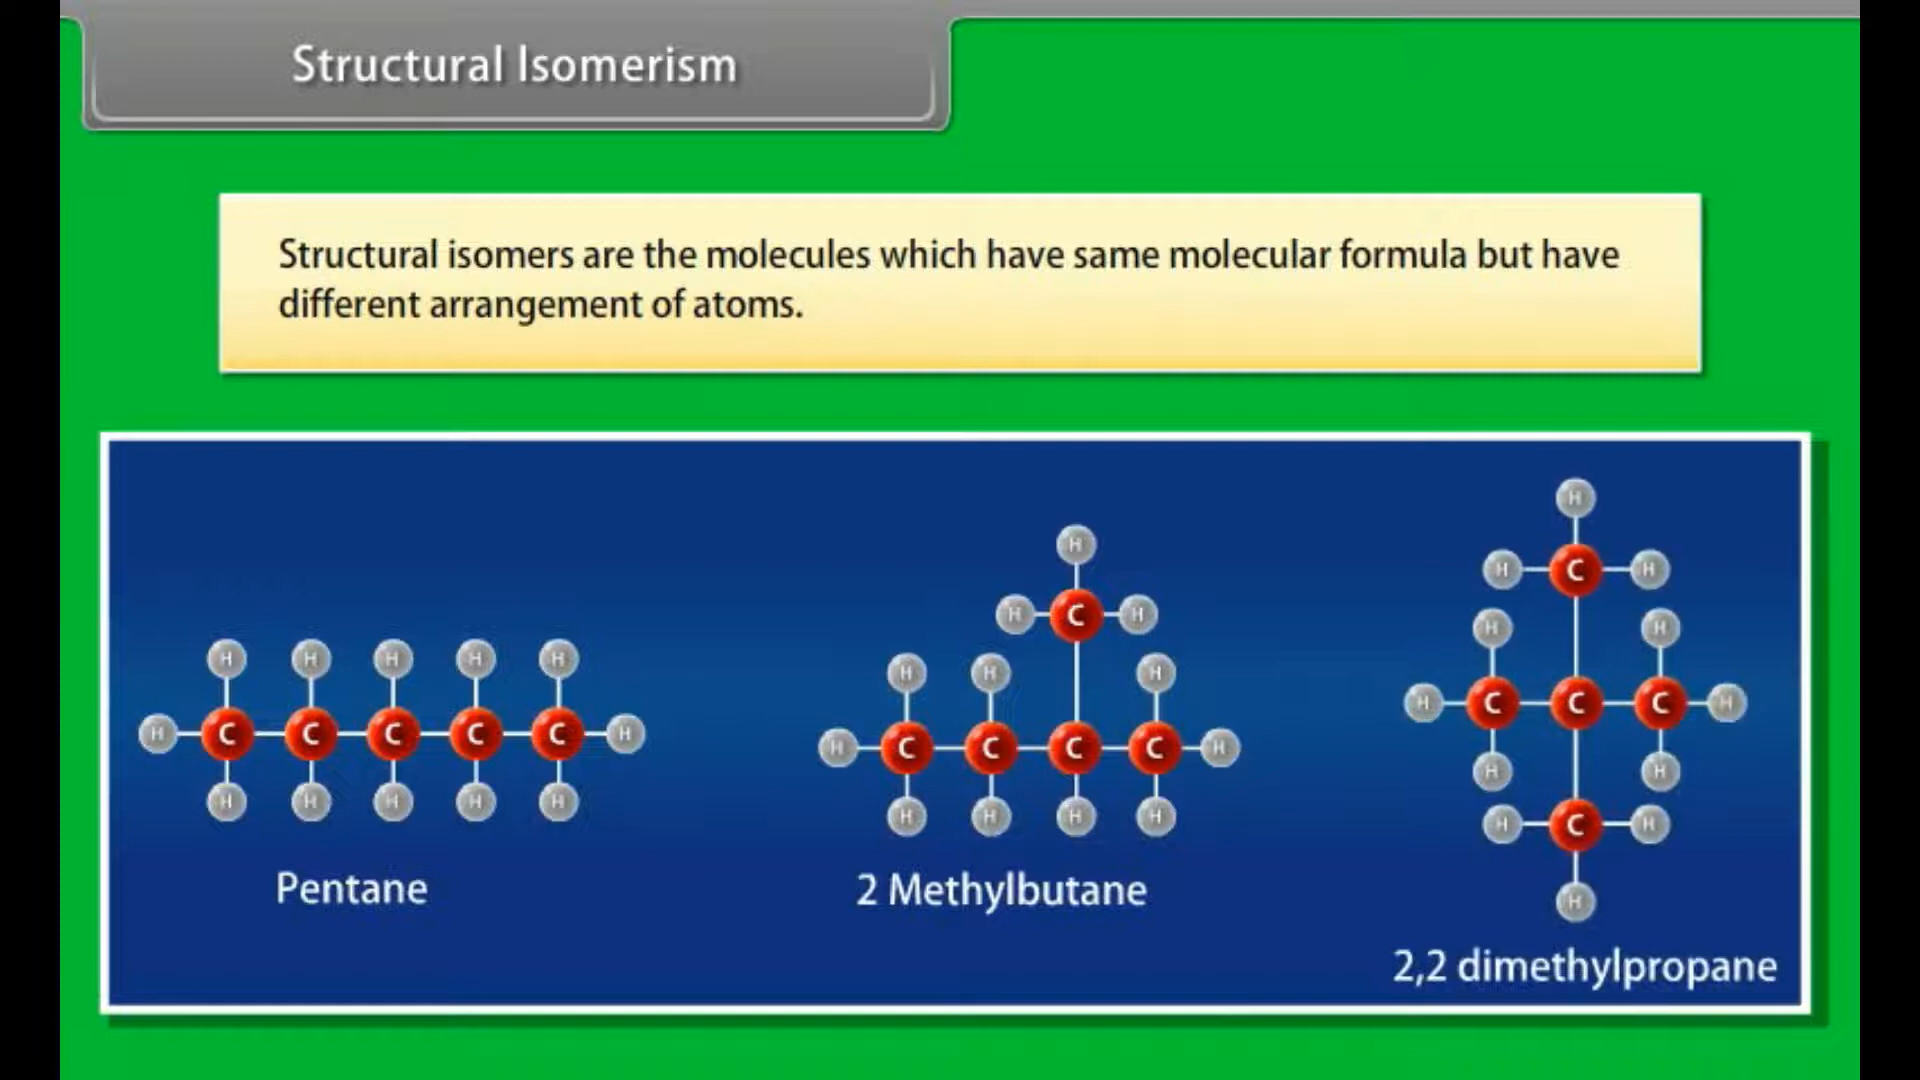 Structural Isomerism
Structural isomers are the molecules which have same molecular formula but have
different arrangement of atoms.
H
H C H
H H H H H
H C C C C C H
H H H H H
Pentane
H
H C H
H H H
H C C C C H
H H H H
2 Methylbutane
H
H C H
H H
H C C C H
H H
H C H
H
2,2 dimethylpropane